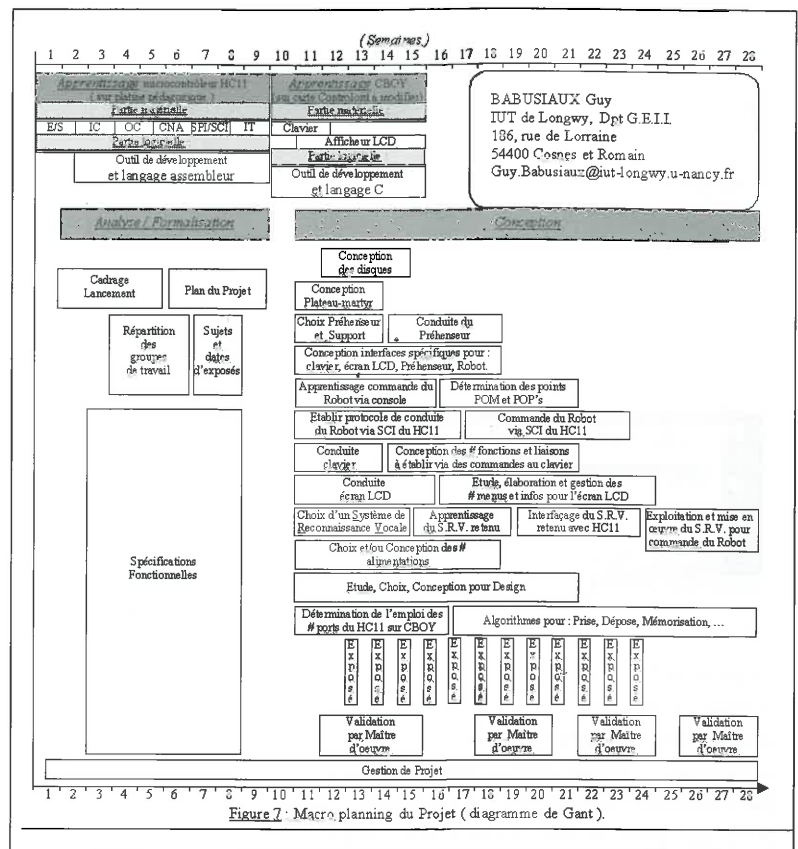 (Semaines)
1 2 3 4 5 6 7 8 9 10 11 12 13 14 15 16 17 18 19 20 21 22 23 24 25 26 27 28
Apprentissage microcontrôleur HC11
(sur platine pédagogique)
Partie matérielle
E/S IC OC CNA SPI/SCI IT
Partie logicielle
Outil de développement
et langage assembleur
Apprentissage CBOY
(sur carte Controlboy à modifier)
Partie matérielle
Clavier
Afficheur LCD
Partie logicielle
Outil de développement
et langage C
BABUSIAUX Guy
IUT de Longwy, Dpt G.E.I.I.
186, rue de Lorraine
54400 Cosnes et Romain
Guy.Babusiaux@iut-longwy.u-nancy.fr
Analyse / Formalisation
Conception
Conception
des disques
Cadrage
Lancement
Plan du Projet
Conception
Plateau-martyr
Répartition
des
groupes
de travail
Sujets
et
dates
d'exposés
Choix Préhenseur
et Support
Conduite du
Préhenseur
Conception interfaces spécifiques pour :
clavier, écran LCD, Préhenseur, Robot.
Apprentissage commande du
Robot via console
Détermination des points
POM et POP's
Etablir protocole de conduite
du Robot via SCI du HC11
Commande du Robot
via SCI du HC11
Conduite
clavier
Conception des # fonctions et liaisons
à établir via des commandes au clavier
Conduite
écran LCD
Etude, élaboration et gestion des
# menus et infos pour l'écran LCD
Choix d'un Système de
Reconnaissance Vocale
Apprentissage
du S.R.V. retenu
Interfaçage du S.R.V.
retenu avec HC11
Exploitation et mise en
œuvre du S.R.V. pour
commande du Robot
Spécifications
Fonctionnelles
Choix et/ou Conception des #
alimentations
Etude, Choix, Conception pour Design
Détermination de l'emploi des
# ports du HC11 sur CBOY
Algorithmes pour : Prise, Dépose, Mémorisation, ...
Exposé Exposé Exposé Exposé Exposé Exposé Exposé Exposé Exposé Exposé Exposé Exposé
Validation
par Maître
d'oeuvre
Validation
par Maître
d'oeuvre
Validation
par Maître
d'oeuvre
Validation
par Maître
d'oeuvre
Gestion de Projet
1 2 3 4 5 6 7 8 9 10 11 12 13 14 15 16 17 18 19 20 21 22 23 24 25 26 27 28
Figure 7 : Macro planning du Projet ( diagramme de Gant ).